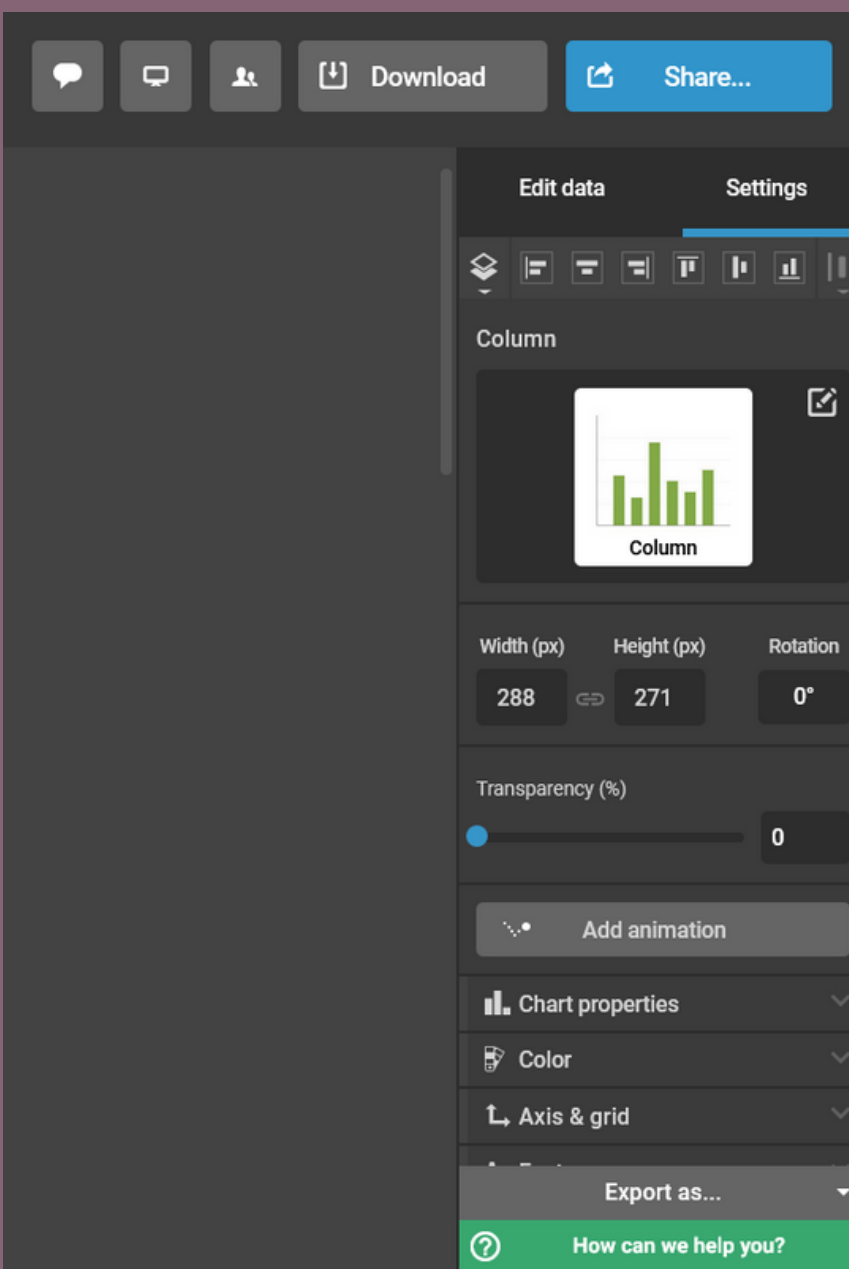 Download
Share...
Edit data
Settings
Column
Column
Width (px)
Height (px)
Rotation
288
271
0°
Transparency (%)
0
Add animation
Chart properties
Color
Axis & grid
Export as...
How can we help you?